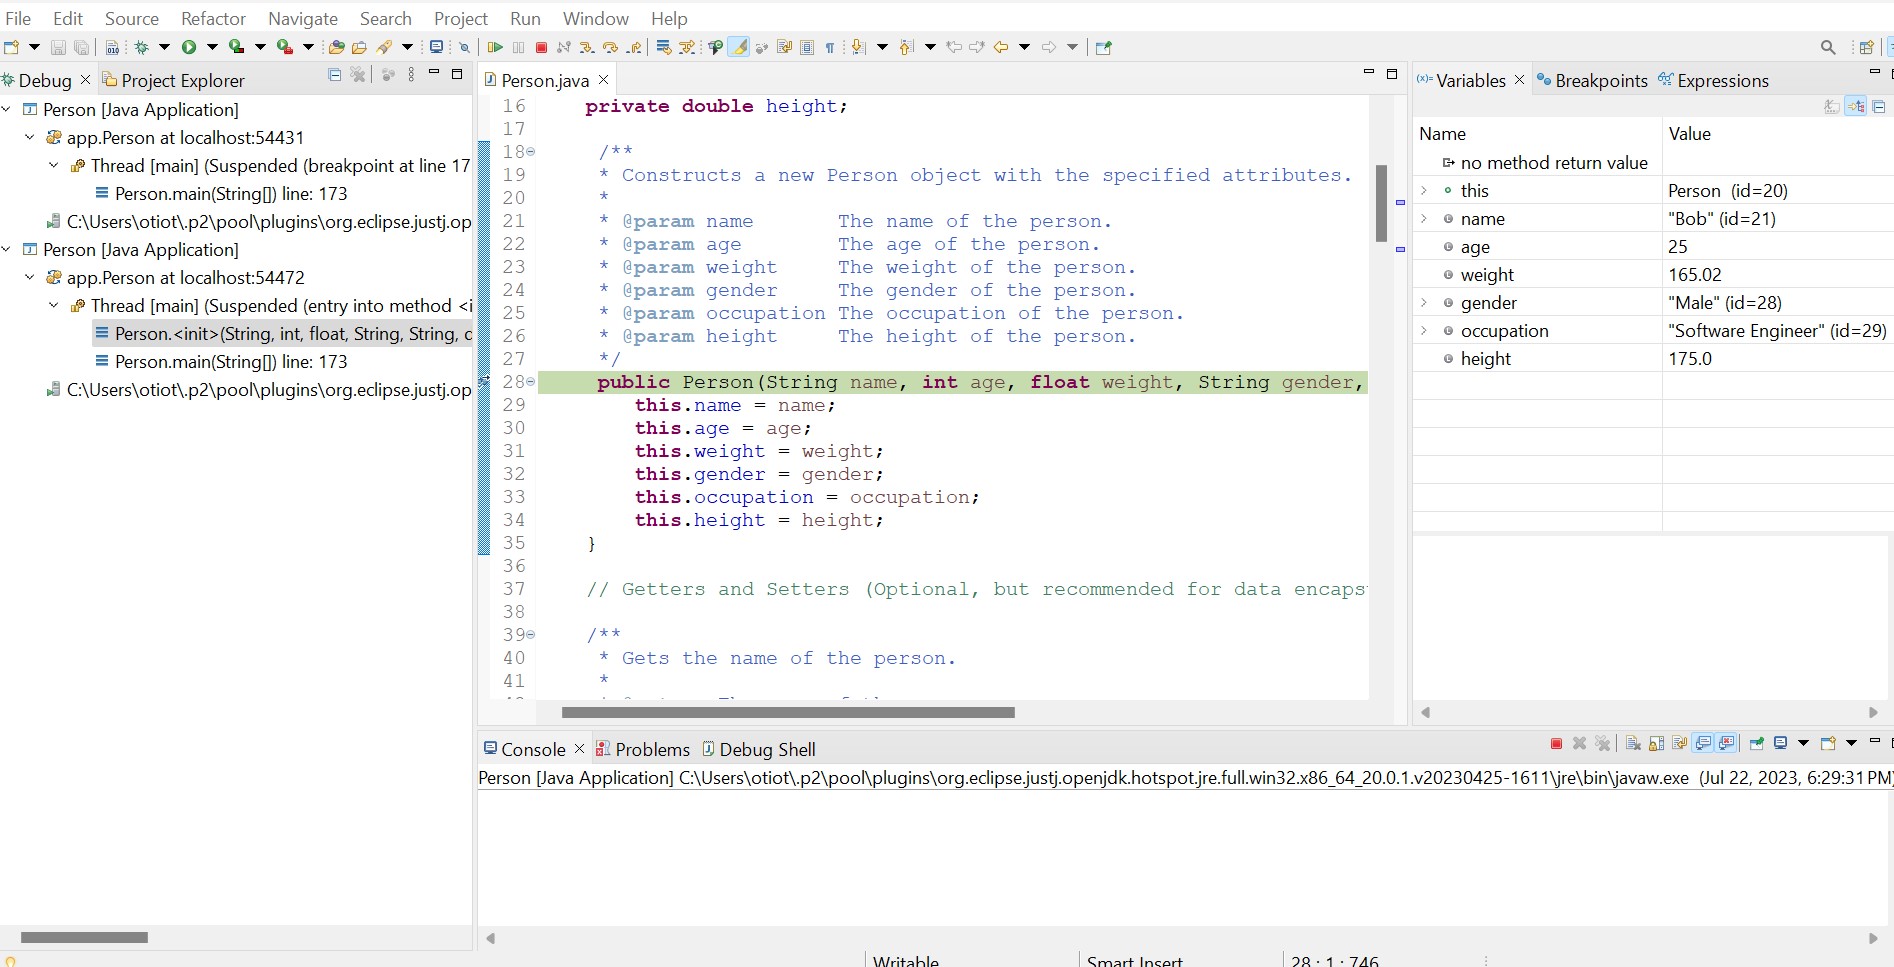 File Edit Source Refactor Navigate Search Project Run Window Help
Debug Project Explorer
Person [Java Application]
app.Person at localhost:54431
Thread [main] (Suspended (breakpoint at line 17
Person.main(String[]) line: 173
C:\Users\otiot\.p2\pool\plugins\org.eclipse.justj.op
Person [Java Application]
app.Person at localhost:54472
Thread [main] (Suspended (entry into method <i
Person.<init>(String, int, float, String, String, d
Person.main(String[]) line: 173
C:\Users\otiot\.p2\pool\plugins\org.eclipse.justj.op
Person.java
16 private double height;
17
18 /**
19 * Constructs a new Person object with the specified attributes.
20 *
21 * @param name The name of the person.
22 * @param age The age of the person.
23 * @param weight The weight of the person.
24 * @param gender The gender of the person.
25 * @param occupation The occupation of the person.
26 * @param height The height of the person.
27 */
28 public Person(String name, int age, float weight, String gender,
29 this.name = name;
30 this.age = age;
31 this.weight = weight;
32 this.gender = gender;
33 this.occupation = occupation;
34 this.height = height;
35 }
36
37 // Getters and Setters (Optional, but recommended for data encaps
38
39 /**
40 * Gets the name of the person.
41 *
Variables Breakpoints Expressions
Name Value
no method return value
this Person (id=20)
name "Bob" (id=21)
age 25
weight 165.02
gender "Male" (id=28)
occupation "Software Engineer" (id=29)
height 175.0
Console Problems Debug Shell
Person [Java Application] C:\Users\otiot\.p2\pool\plugins\org.eclipse.justj.openjdk.hotspot.jre.full.win32.x86_64_20.0.1.v20230425-1611\jre\bin\javaw.exe (Jul 22, 2023, 6:29:31 PM)
Writable Smart Insert 28 : 1 : 746